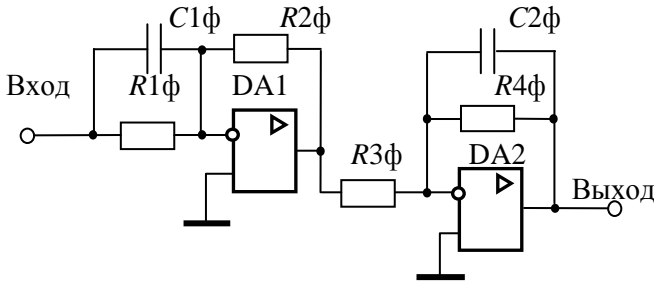 C1ф
R2ф
C2ф
Вход
R1ф
DA1
R4ф
R3ф
DA2
Выход